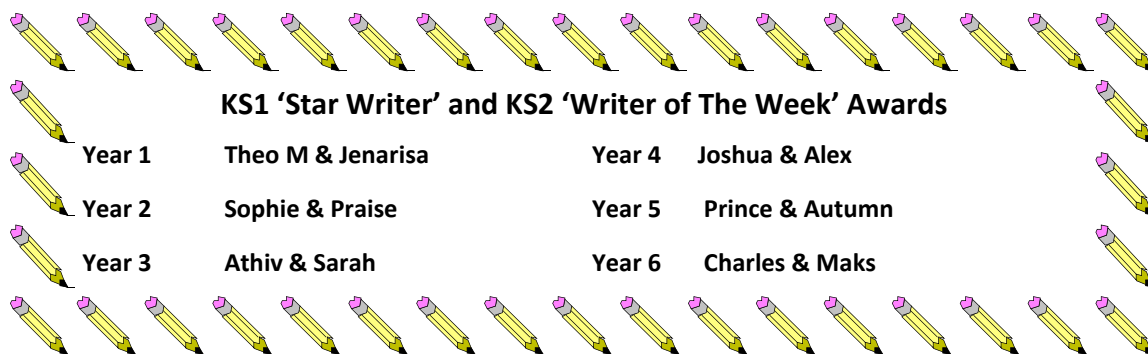 KS1 ‘Star Writer’ and KS2 ‘Writer of The Week’ Awards
Year 1 Theo M & Jenarisa Year 4 Joshua & Alex
Year 2 Sophie & Praise Year 5 Prince & Autumn
Year 3 Athiv & Sarah Year 6 Charles & Maks